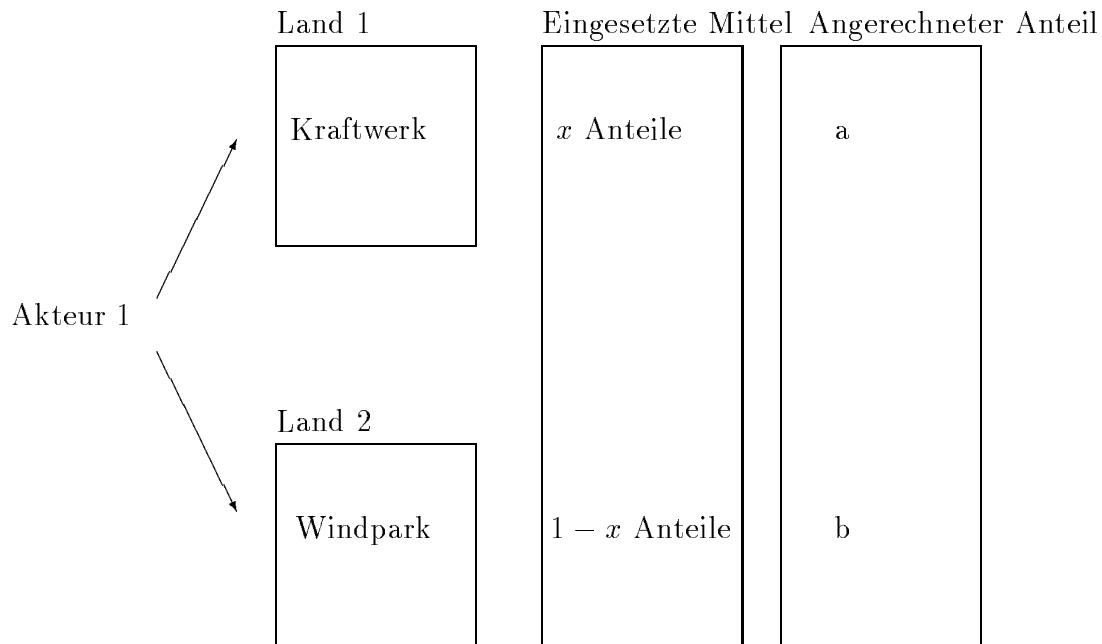 Land 1 Eingesetzte Mittel Angerechneter Anteil
Kraftwerk x Anteile a
Akteur 1
Land 2
Windpark 1 − x Anteile b